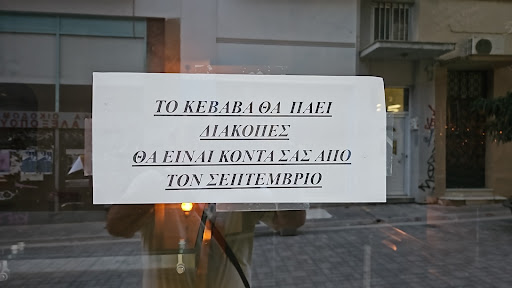 ΤΟ ΚΕΒΑΒΑ ΘΑ ΠΑΕΙ
ΔΙΑΚΟΠΕΣ
ΘΑ ΕΙΝΑΙ ΚΟΝΤΑ ΣΑΣ ΑΠΟ
ΤΟΝ ΣΕΠΤΕΜΒΡΙΟ